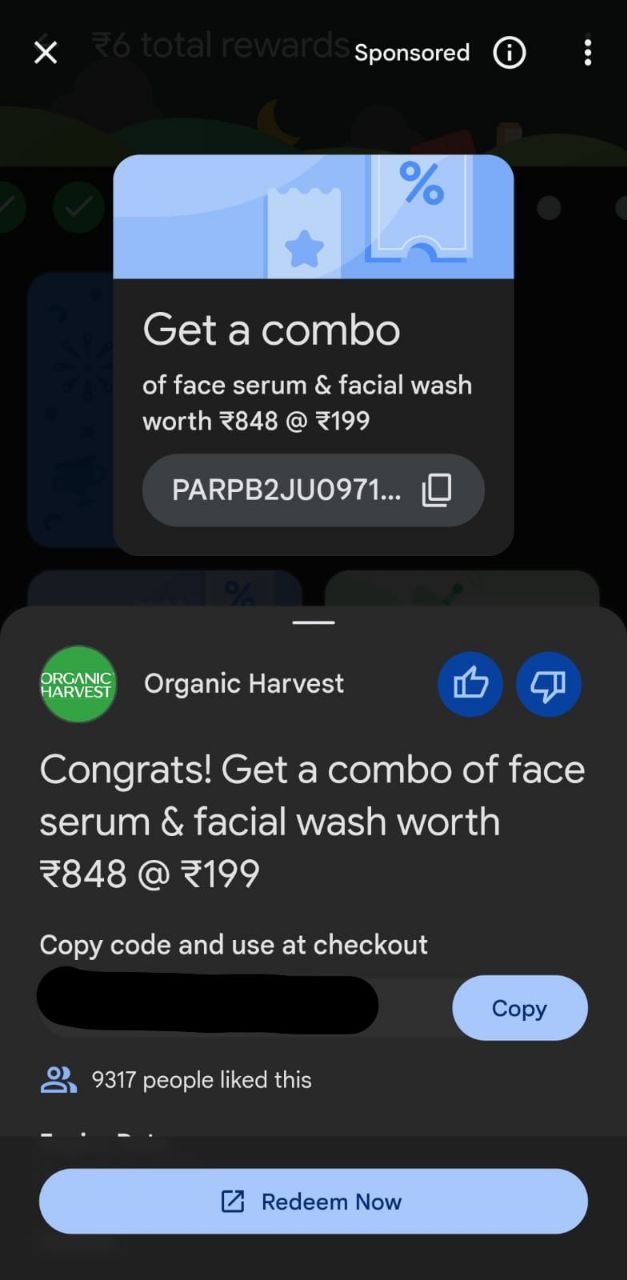 ₹6 total rewards
Sponsored
%
Get a combo
of face serum & facial wash
worth ₹848 @ ₹199
PARPB2JU0971...
%
ORGANIC
HARVEST
Organic Harvest
Congrats! Get a combo of face
serum & facial wash worth
₹848 @ ₹199
Copy code and use at checkout
Copy
9317 people liked this
Redeem Now